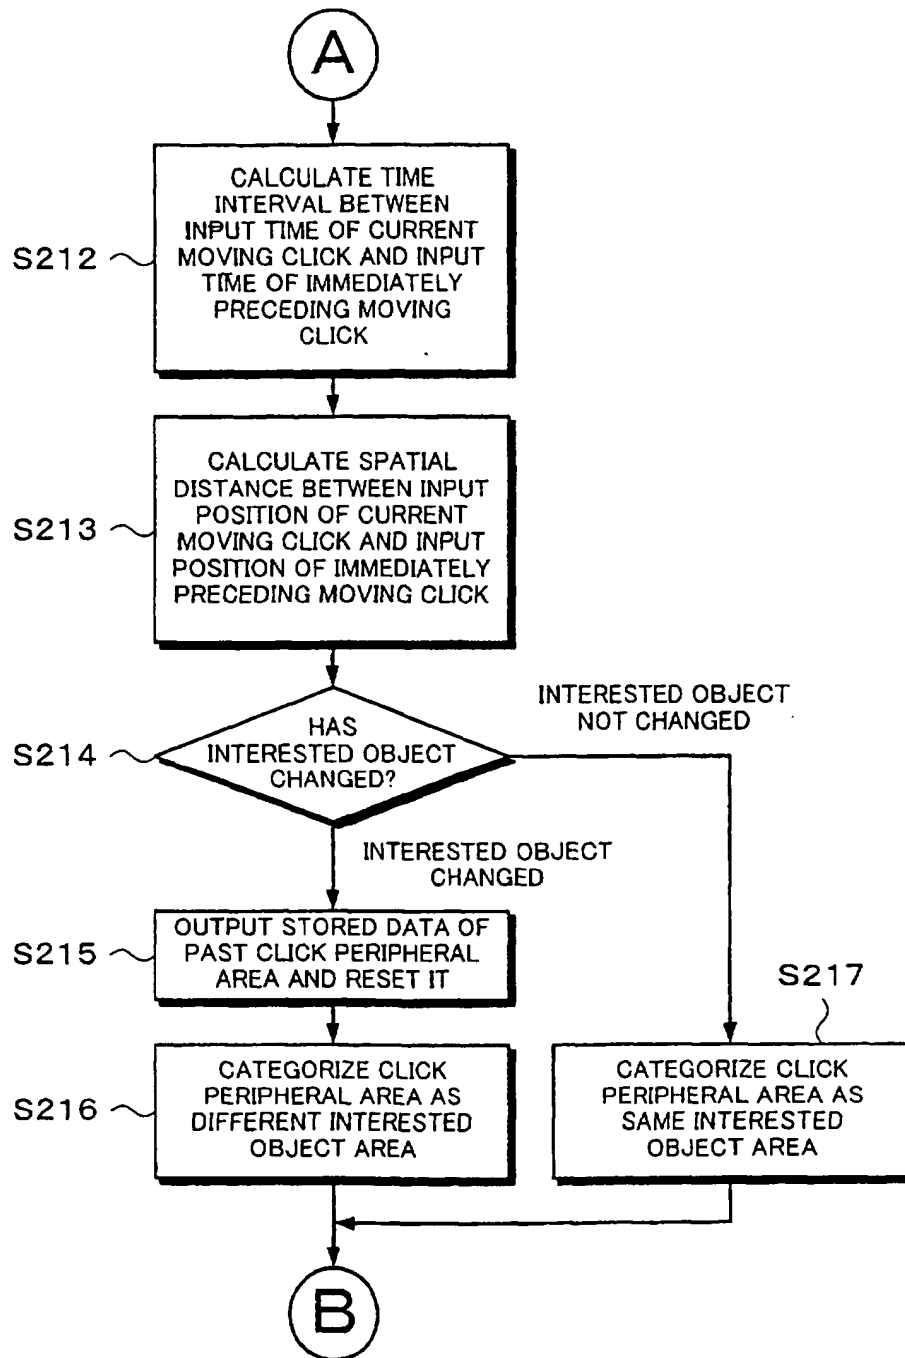 A
S212
CALCULATE TIME
INTERVAL BETWEEN
INPUT TIME OF CURRENT
MOVING CLICK AND INPUT
TIME OF IMMEDIATELY
PRECEDING MOVING
CLICK
S213
CALCULATE SPATIAL
DISTANCE BETWEEN INPUT
POSITION OF CURRENT
MOVING CLICK AND INPUT
POSITION OF IMMEDIATELY
PRECEDING MOVING CLICK
S214
HAS
INTERESTED OBJECT
CHANGED?
INTERESTED OBJECT
NOT CHANGED
INTERESTED OBJECT
CHANGED
S215
OUTPUT STORED DATA OF
PAST CLICK PERIPHERAL
AREA AND RESET IT
S216
CATEGORIZE CLICK
PERIPHERAL AREA AS
DIFFERENT INTERESTED
OBJECT AREA
S217
CATEGORIZE CLICK
PERIPHERAL AREA AS
SAME INTERESTED
OBJECT AREA
B